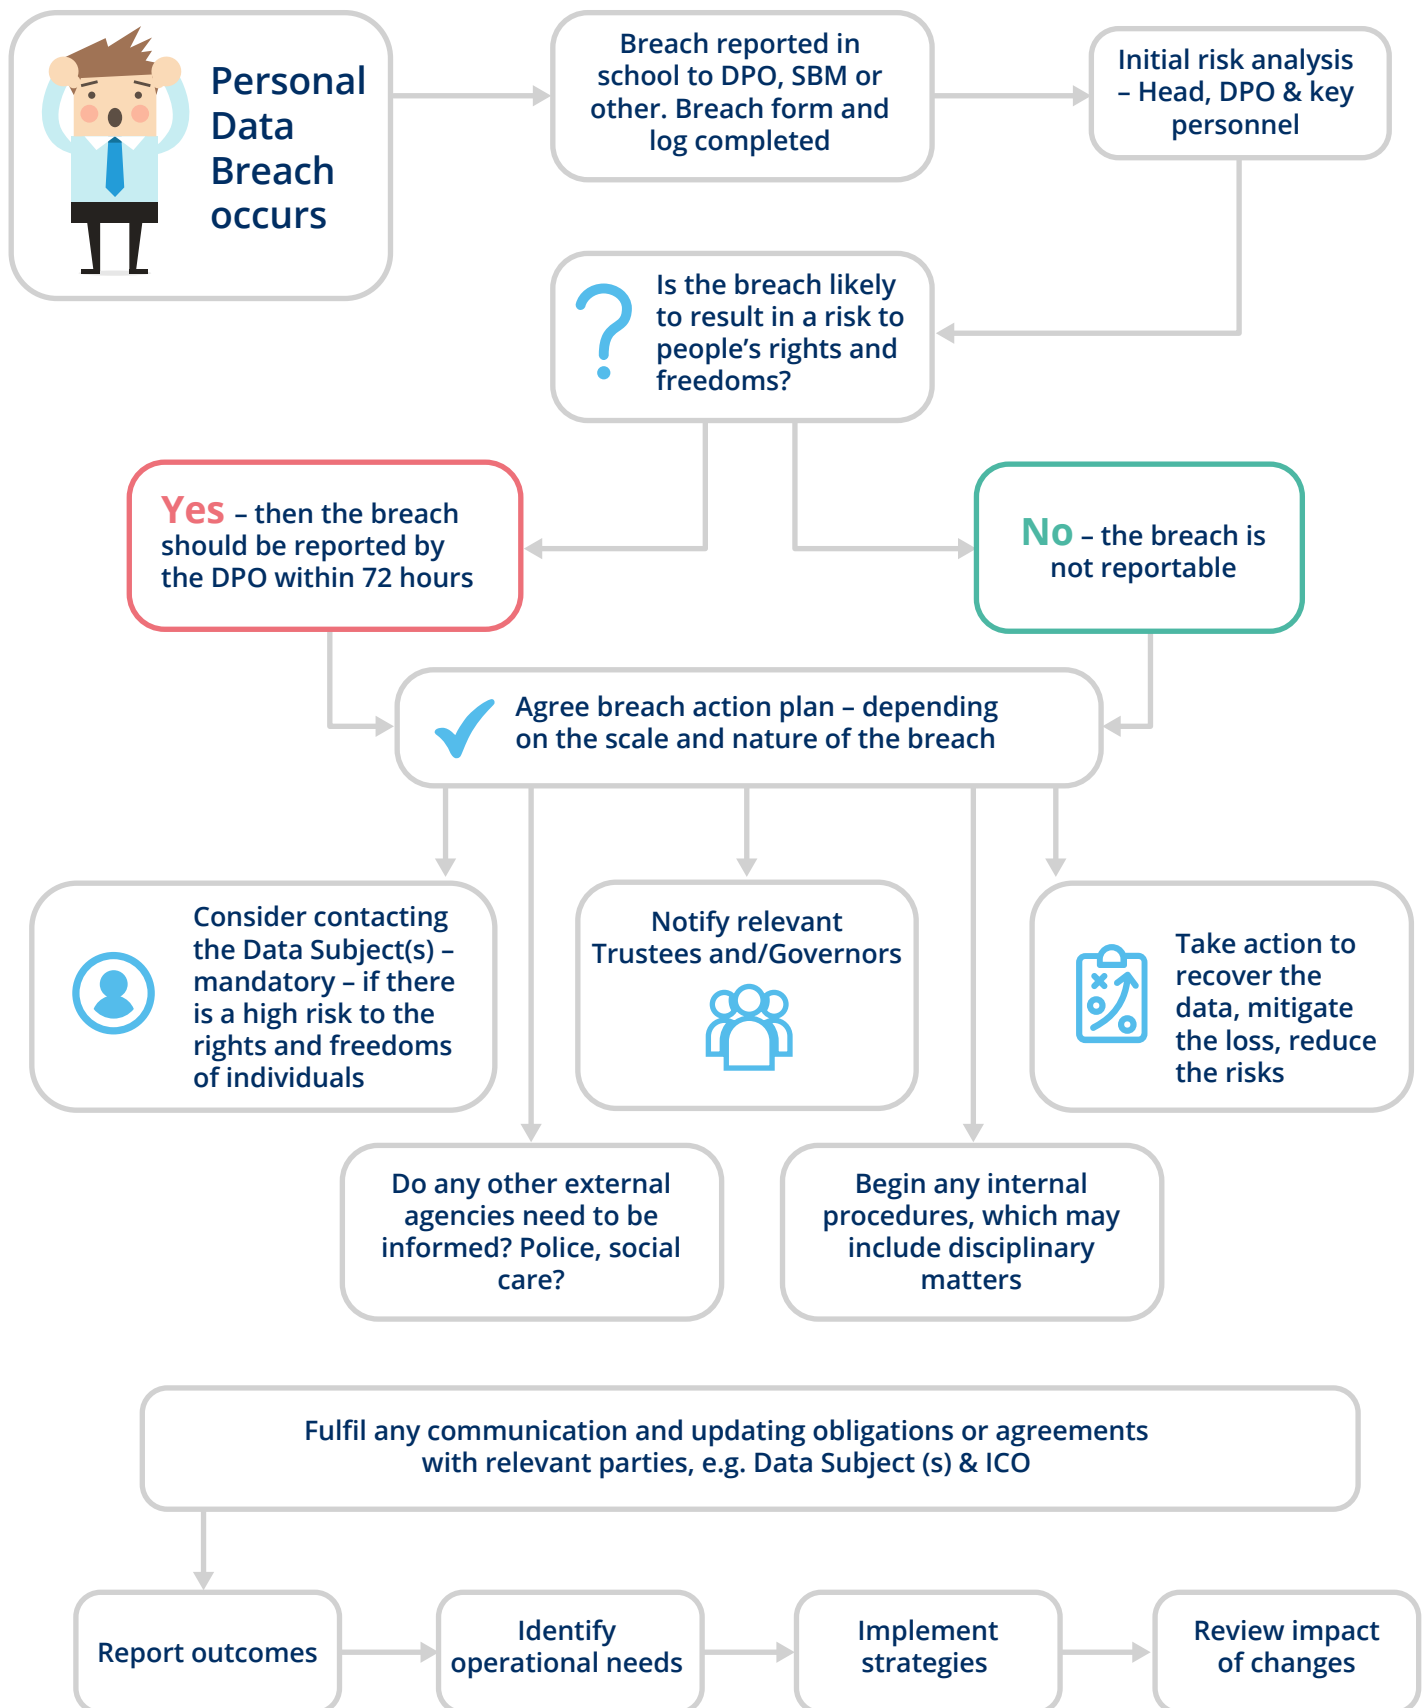 Personal
Data
Breach
occurs
Breach reported in
school to DPO, SBM or
other. Breach form and
log completed
Initial risk analysis
– Head, DPO & key
personnel
Is the breach likely
to result in a risk to
people’s rights and
freedoms?
Yes – then the breach
should be reported by
the DPO within 72 hours
No – the breach is
not reportable
Agree breach action plan – depending
on the scale and nature of the breach
Consider contacting
the Data Subject(s) –
mandatory – if there
is a high risk to the
rights and freedoms
of individuals
Notify relevant
Trustees and/Governors
Take action to
recover the
data, mitigate
the loss, reduce
the risks
Do any other external
agencies need to be
informed? Police, social
care?
Begin any internal
procedures, which may
include disciplinary
matters
Fulfil any communication and updating obligations or agreements
with relevant parties, e.g. Data Subject (s) & ICO
Report outcomes
Identify
operational needs
Implement
strategies
Review impact
of changes